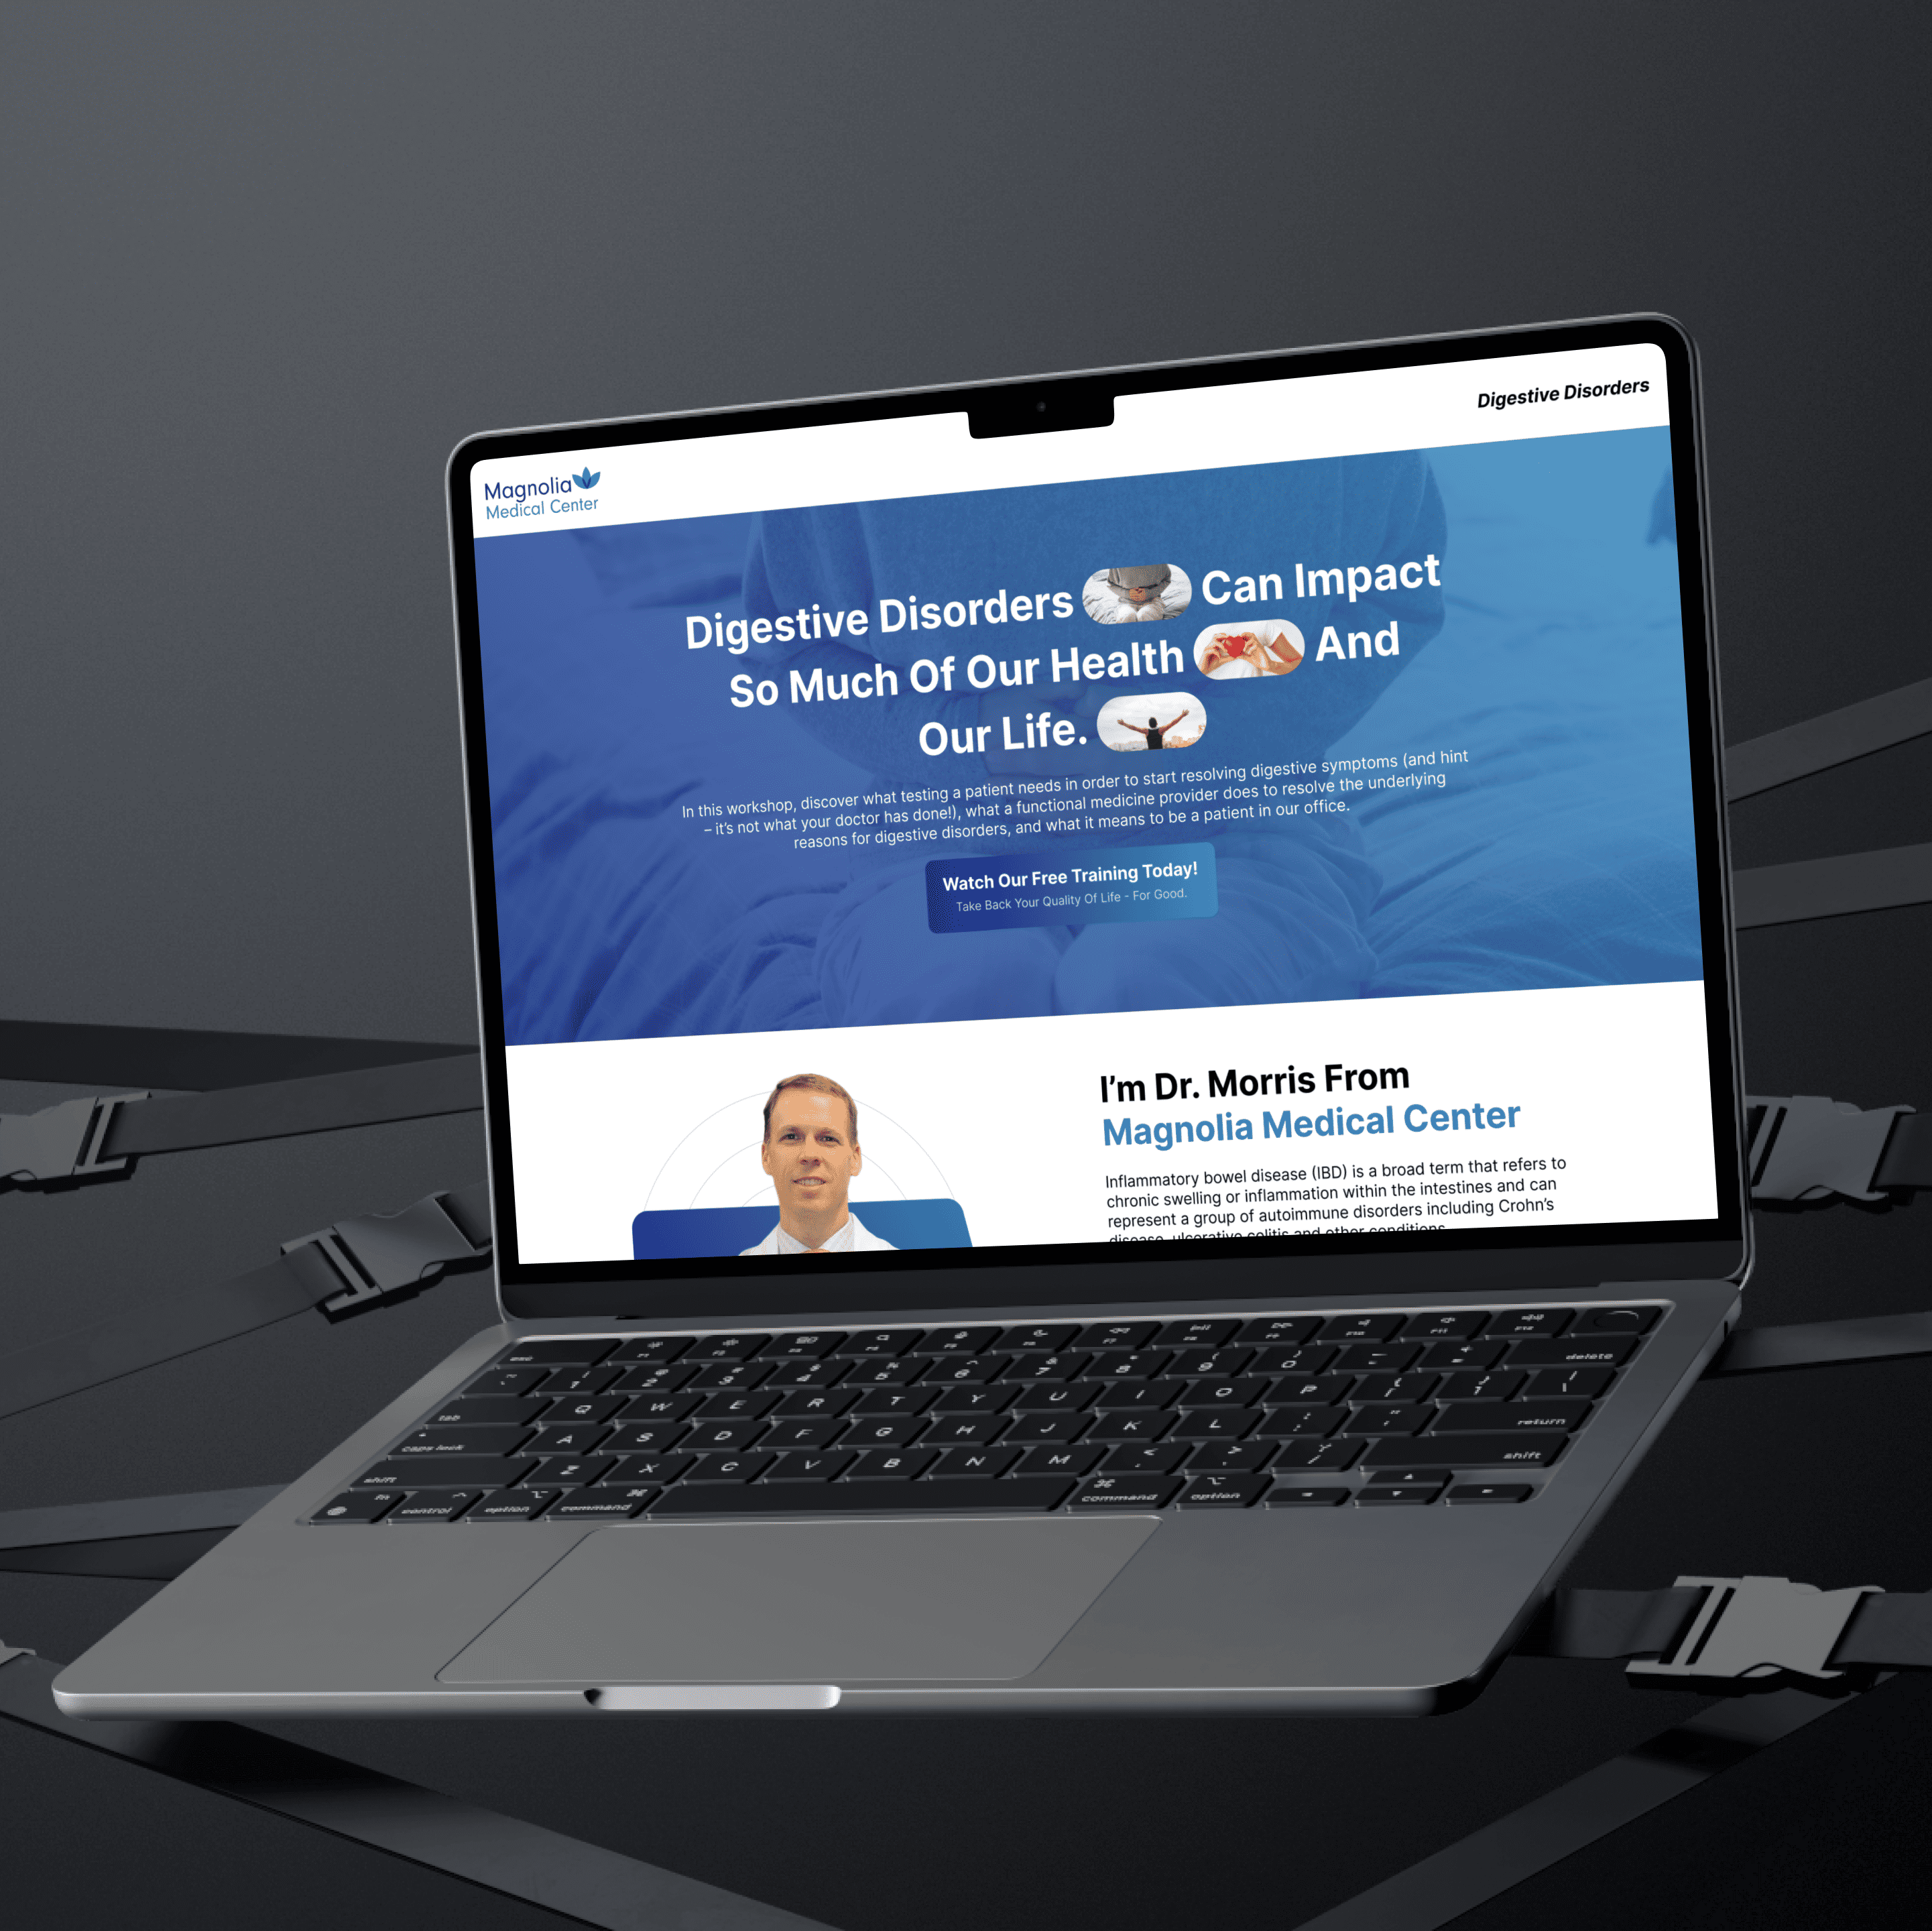 Digestive Disorders
Magnolia
Medical Center
Digestive Disorders Can Impact
So Much Of Our Health And
Our Life.
In this workshop, discover what testing a patient needs in order to start resolving digestive symptoms (and hint
– it's not what your doctor has done!), what a functional medicine provider does to resolve the underlying
reasons for digestive disorders, and what it means to be a patient in our office.
Watch Our Free Training Today!
Take Back Your Quality Of Life - For Good.
I'm Dr. Morris From
Magnolia Medical Center
Inflammatory bowel disease (IBD) is a broad term that refers to
chronic swelling or inflammation within the intestines and can
represent a group of autoimmune disorders including Crohn's
disease, ulcerative colitis and other conditions
esc
1 2 3 4 5 6 7 8 9 0 delete
tab Q W E R T Y U I O P
caps lock A S D F G H J K L return
shift Z X C V B N M shift
fn control option command command option